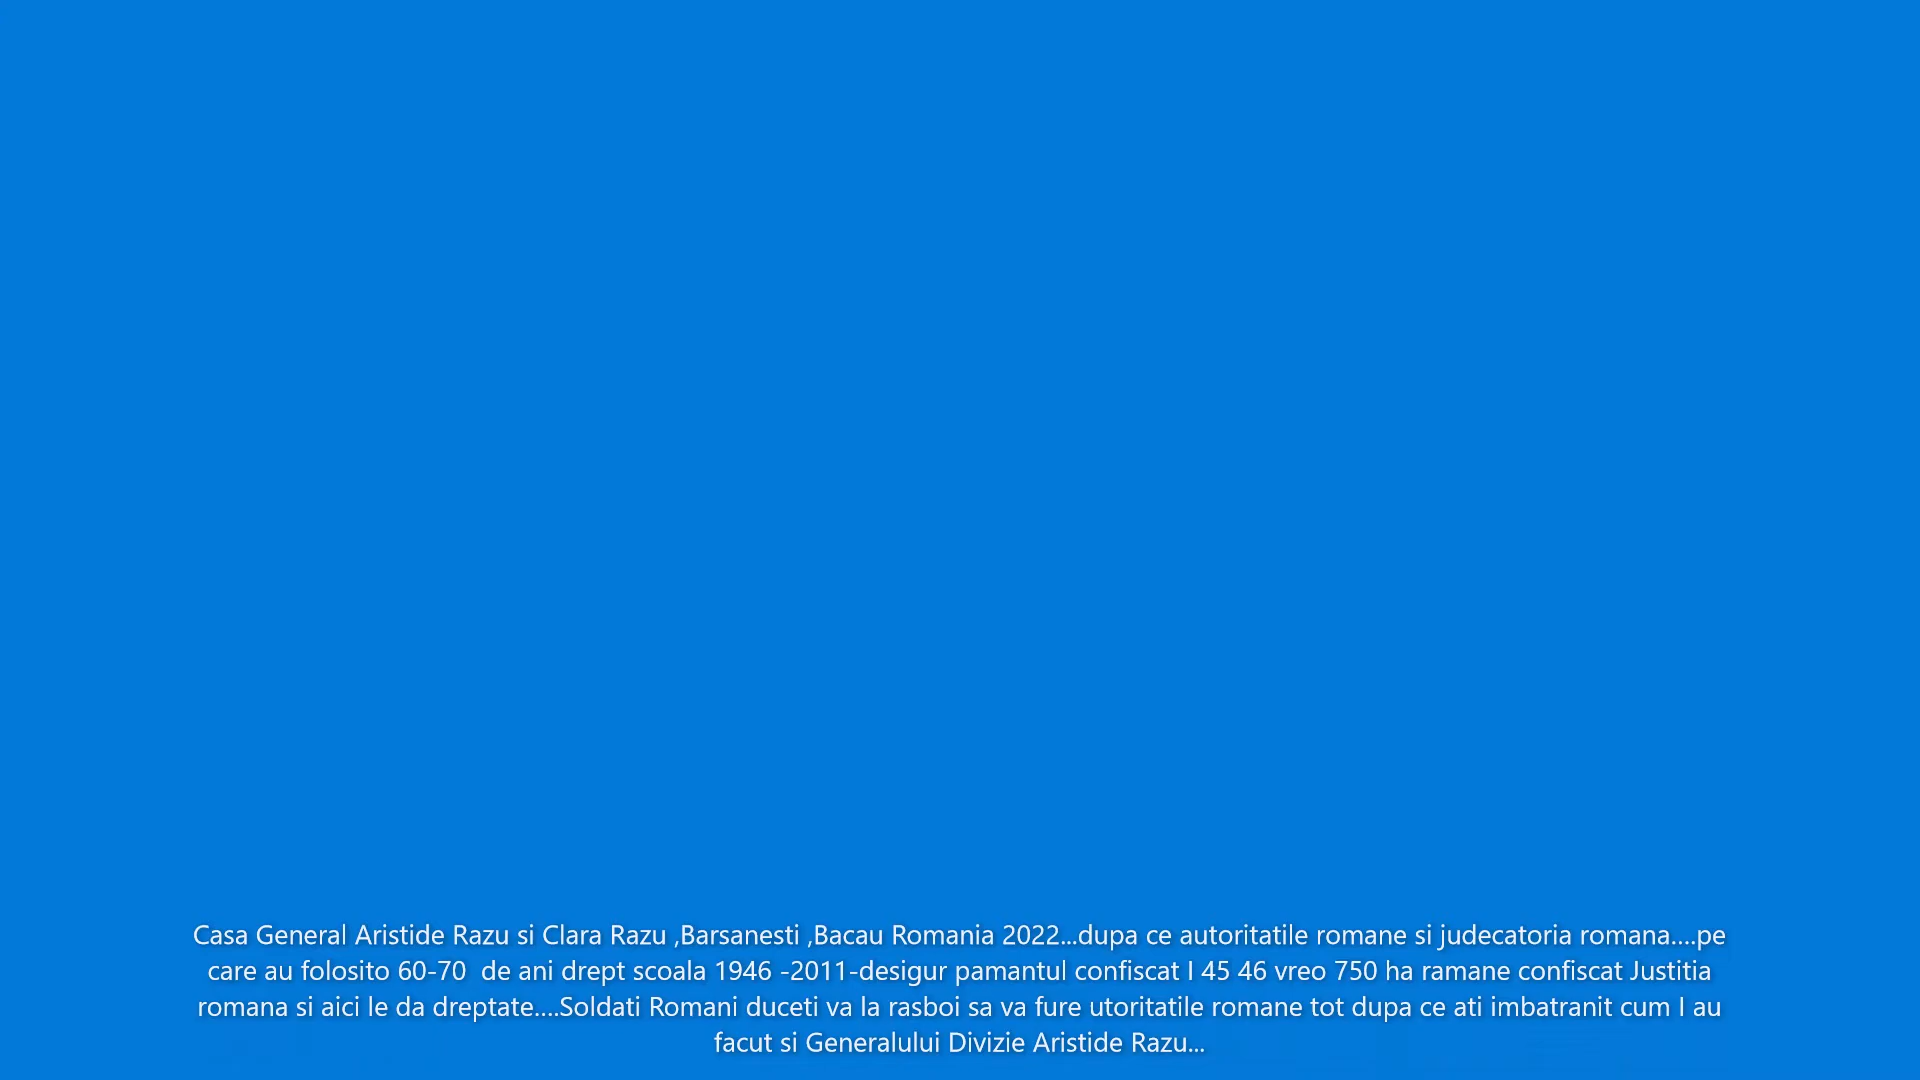 Casa General Aristide Razu si Clara Razu ,Barsanesti ,Bacau Romania 2022...dupa ce autoritatile romane si judecatoria romana....pe
care au folosito 60-70  de ani drept scoala 1946 -2011-desigur pamantul confiscat I 45 46 vreo 750 ha ramane confiscat Justitia
romana si aici le da dreptate....Soldati Romani duceti va la rasboi sa va fure utoritatile romane tot dupa ce ati imbatranit cum I au
facut si Generalului Divizie Aristide Razu...